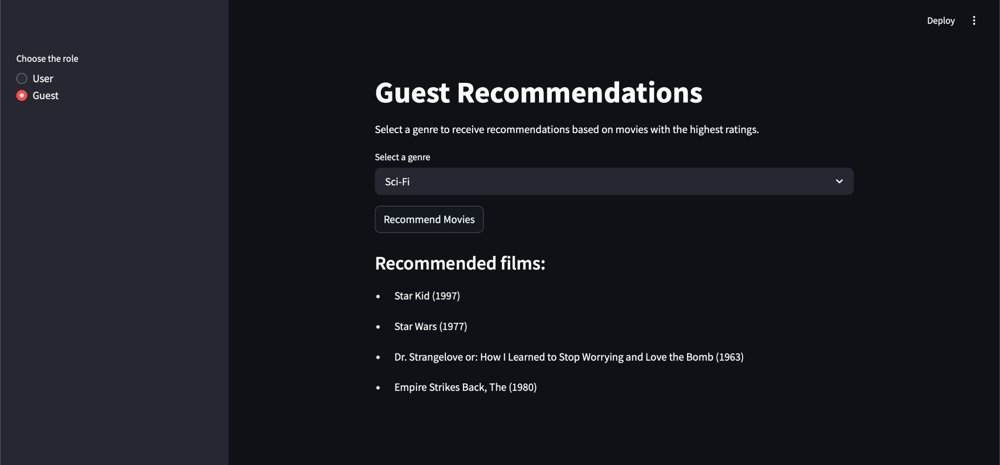 Deploy
Choose the role
User
Guest
Guest Recommendations
Select a genre to receive recommendations based on movies with the highest ratings.
Select a genre
Sci-Fi
Recommend Movies
Recommended films:
Star Kid (1997)
Star Wars (1977)
Dr. Strangelove or: How I Learned to Stop Worrying and Love the Bomb (1963)
Empire Strikes Back, The (1980)